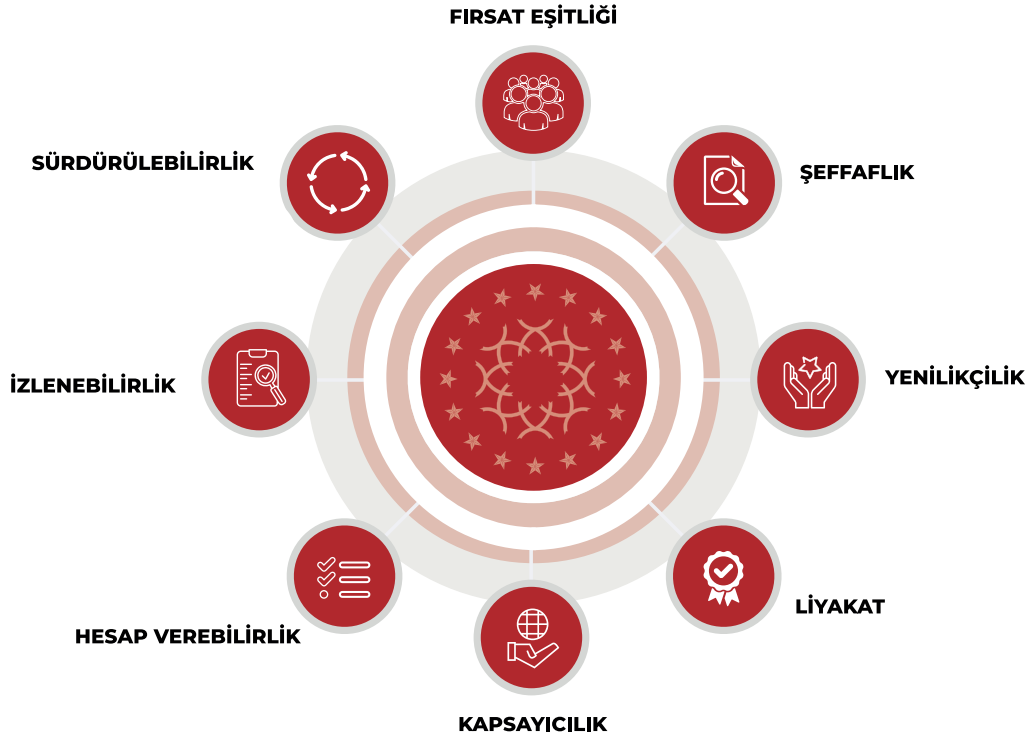 FIRSAT EŞİTLİĞİ
SÜRDÜRÜLEBİLİRLİK
ŞEFFAFLIK
İZLENEBİLİRLİK
YENİLİKÇİLİK
HESAP VEREBİLİRLİK
LİYAKAT
KAPSAYICILIK